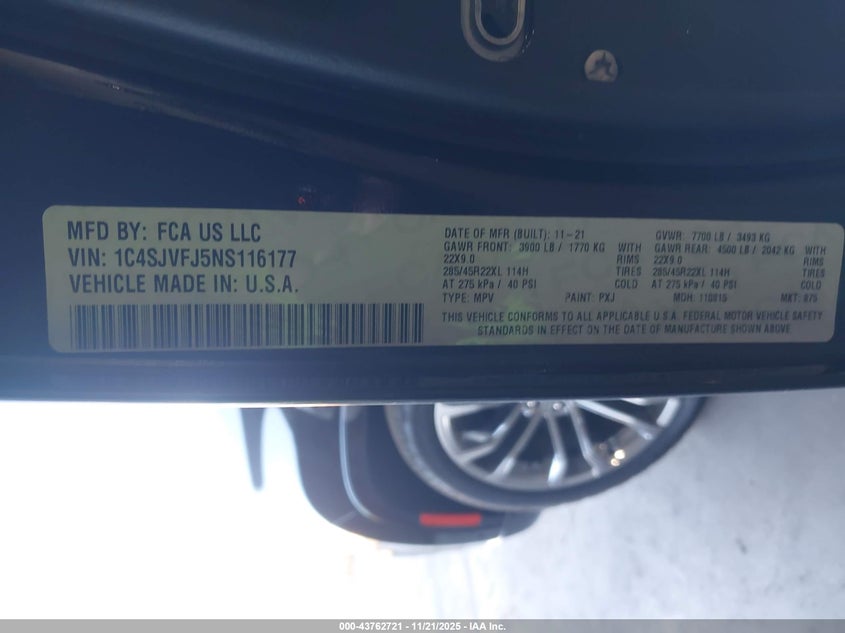 MFD BY: FCA US LLC
VIN: 1C4SJVFJ5NS116177
VEHICLE MADE IN: U.S.A.
DATE OF MFR (BUILT): 11-21 GVWR: 7700 LB / 3493 KG
GAWR FRONT: 3900 LB / 1770 KG WITH GAWR REAR: 4500 LB / 2042 KG WITH
22X9.0 RIMS 22X9.0 RIMS
285/45R22XL 114H TIRES 285/45R22XL 114H TIRES
AT 275 kPa / 40 PSI COLD AT 275 kPa / 40 PSI COLD
TYPE: MPV PAINT: PXJ MDH: 110815 MKT: 875
THIS VEHICLE CONFORMS TO ALL APPLICABLE U.S.A. FEDERAL MOTOR VEHICLE SAFETY
STANDARDS IN EFFECT ON THE DATE OF MANUFACTURE SHOWN ABOVE
000-43762721 - 11/21/2025 - IAA Inc.